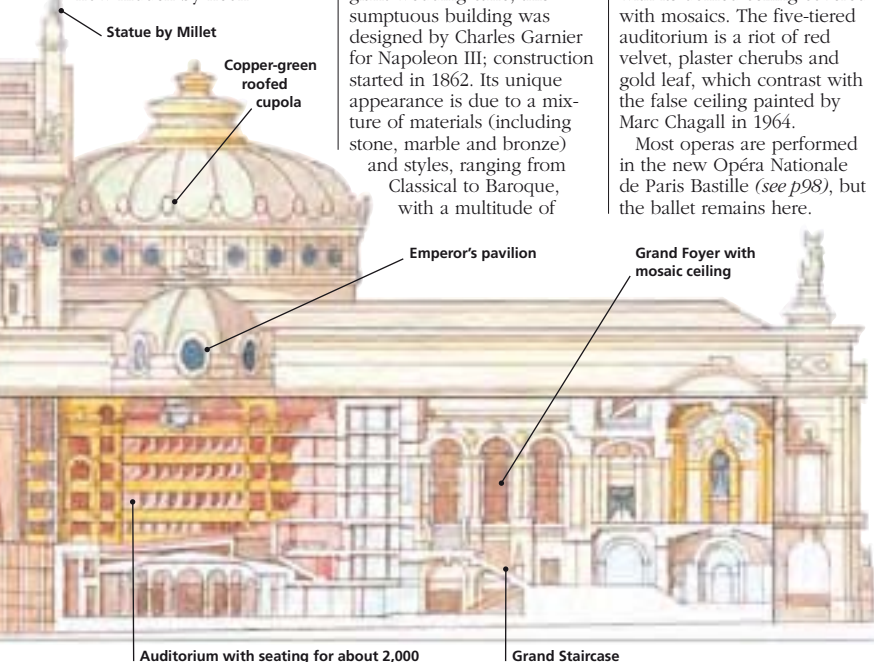 Statue by Millet
Copper-green
roofed
cupola
sumptuous building was
designed by Charles Garnier
for Napoleon III; construction
started in 1862. Its unique
appearance is due to a mix-
ture of materials (including
stone, marble and bronze)
and styles, ranging from
Classical to Baroque,
with a multitude of
with mosaics. The five-tiered
auditorium is a riot of red
velvet, plaster cherubs and
gold leaf, which contrast with
the false ceiling painted by
Marc Chagall in 1964.
Most operas are performed
in the new Opéra Nationale
de Paris Bastille (see p98), but
the ballet remains here.
Emperor's pavilion
Grand Foyer with
mosaic ceiling
Auditorium with seating for about 2,000
Grand Staircase